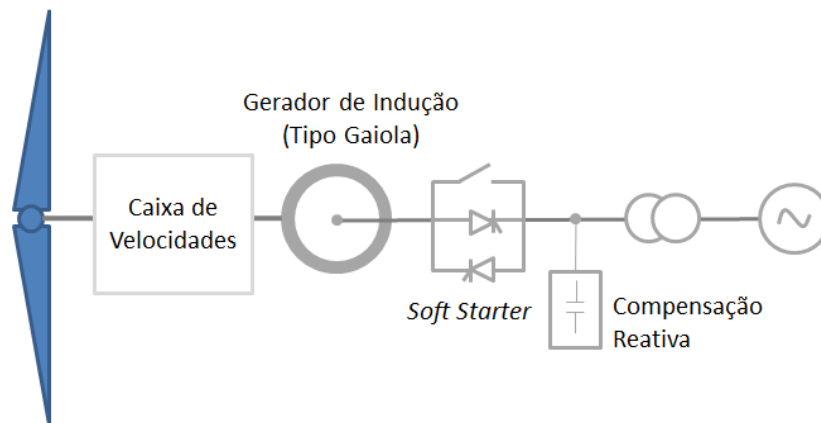 Gerador de Indução
(Tipo Gaiola)
Caixa de
Velocidades
Soft Starter
Compensação
Reativa